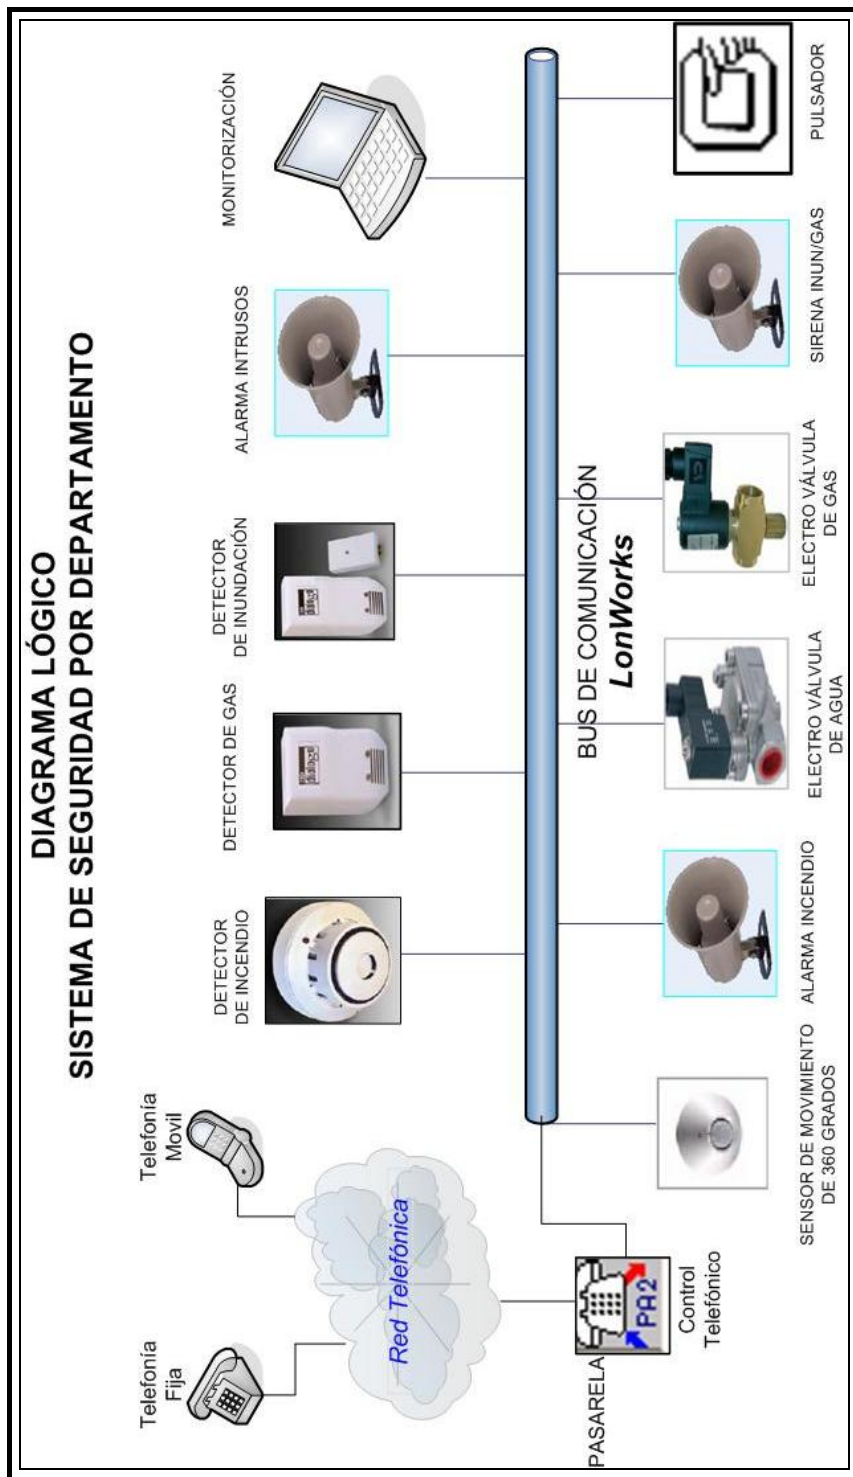 DIAGRAMA LÓGICO
SISTEMA DE SEGURIDAD POR DEPARTAMENTO
Telefonía
Fija
Telefonía
Movil
Red Telefónica
DETECTOR
DE INCENDIO
DETECTOR DE GAS
DETECTOR
DE INUNDACIÓN
ALARMA INTRUSOS
MONITORIZACIÓN
BUS DE COMUNICACIÓN
LonWorks
PASARELA
PA2
Control
Telefónico
SENSOR DE MOVIMIENTO
DE 360 GRADOS
ALARMA INCENDIO
ELECTRO VÁLVULA
DE AGUA
ELECTRO VÁLVULA
DE GAS
SIRENA INUN/GAS
PULSADOR